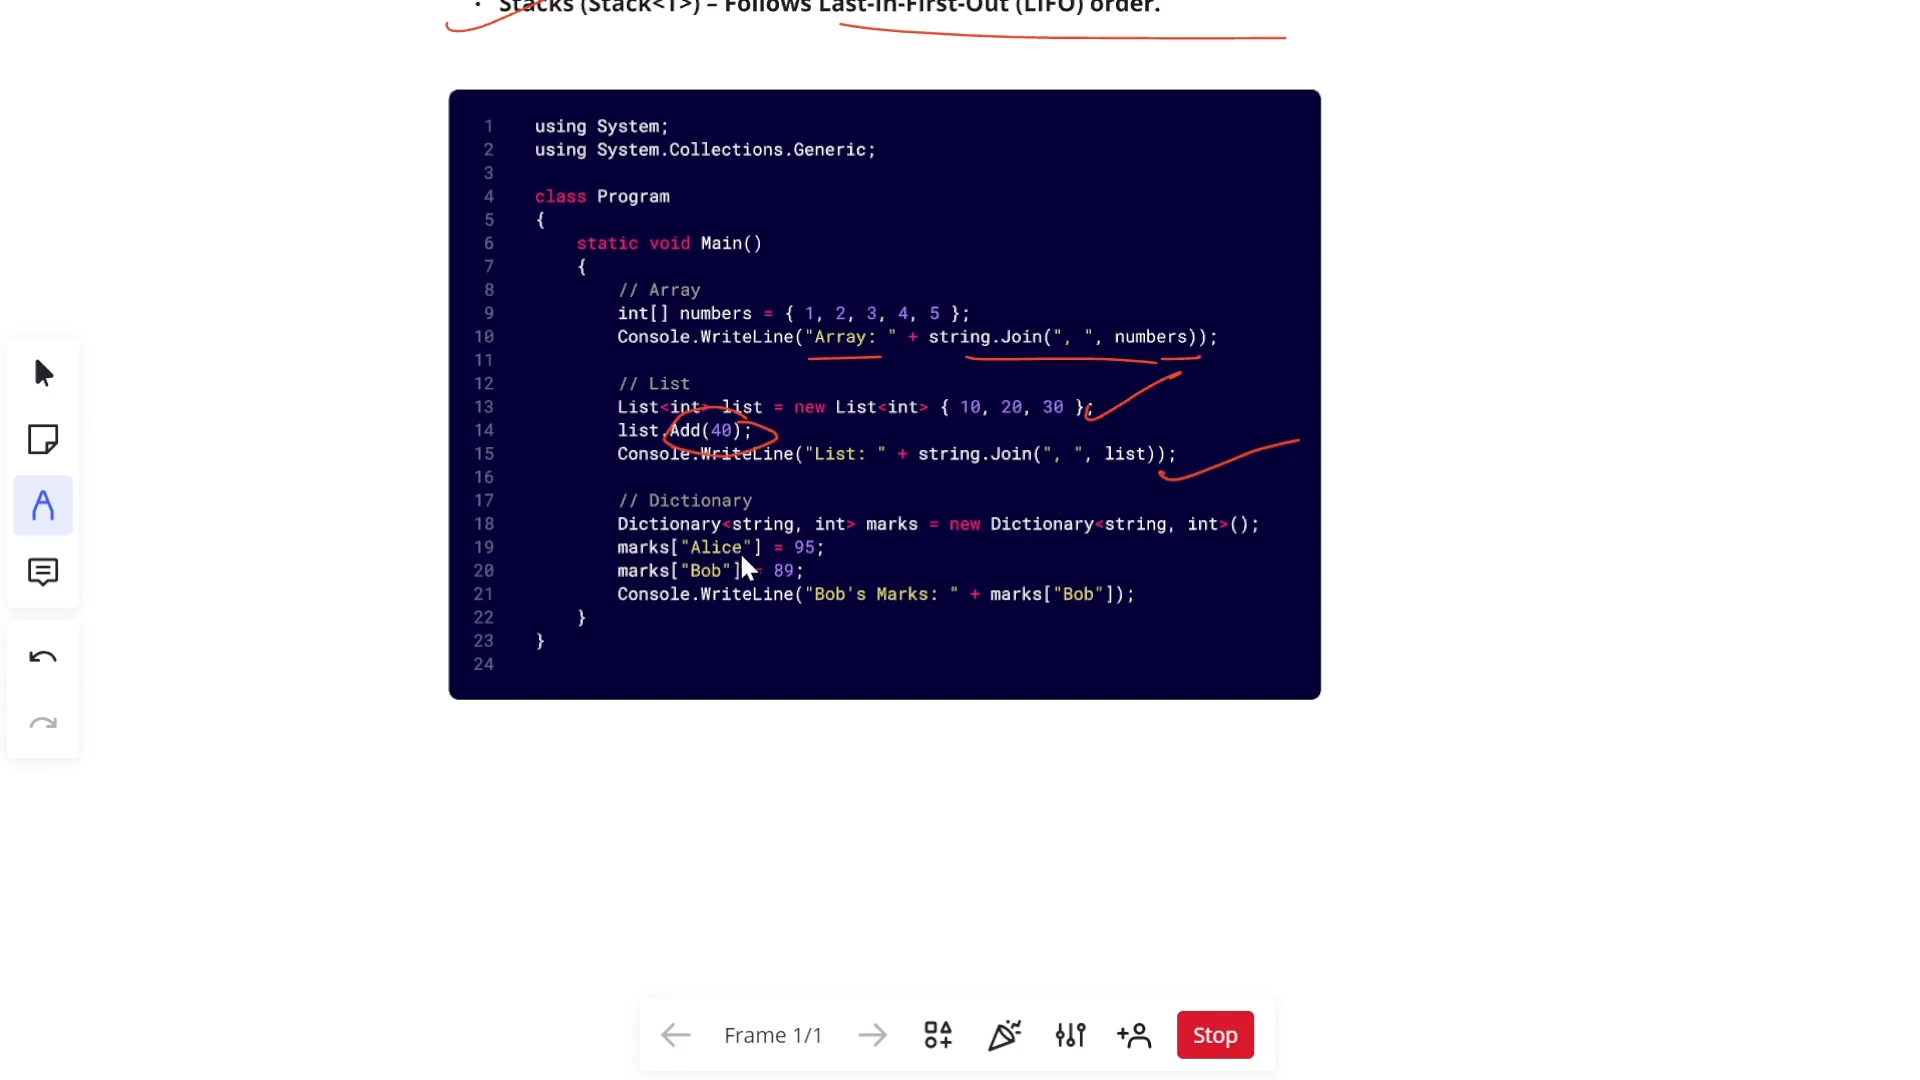 • Stacks (Stack<T>) – Follows Last-In-First-Out (LIFO) order.
1 using System;
2 using System.Collections.Generic;
3
4 class Program
5 {
6 static void Main()
7 {
8 // Array
9 int[] numbers = { 1, 2, 3, 4, 5 };
10 Console.WriteLine("Array: " + string.Join(", ", numbers));
11
12 // List
13 List<int> list = new List<int> { 10, 20, 30 };
14 list.Add(40);
15 Console.WriteLine("List: " + string.Join(", ", list));
16
17 // Dictionary
18 Dictionary<string, int> marks = new Dictionary<string, int>();
19 marks["Alice"] = 95;
20 marks["Bob"] = 89;
21 Console.WriteLine("Bob's Marks: " + marks["Bob"]);
22 }
23 }
24
Frame 1/1
Stop